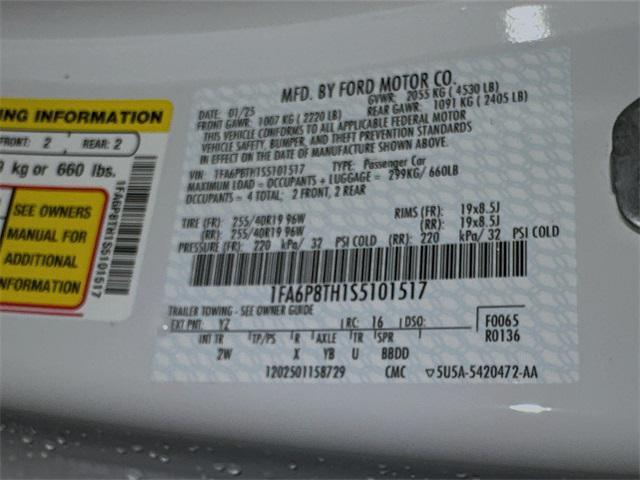 NG INFORMATION
FRONT: 2 REAR: 2
kg or 660 lbs.
SEE OWNERS
MANUAL FOR
ADDITIONAL
INFORMATION
1FA6P8TH1S5101517
MFD. BY FORD MOTOR CO.
DATE: 01/25 GVWR: 2055 KG ( 4530 LB)
FRONT GAWR: 1007 KG ( 2220 LB) REAR GAWR: 1091 KG ( 2405 LB)
THIS VEHICLE CONFORMS TO ALL APPLICABLE FEDERAL MOTOR
VEHICLE SAFETY, BUMPER, AND THEFT PREVENTION STANDARDS
IN EFFECT ON THE DATE OF MANUFACTURE SHOWN ABOVE.
VIN: 1FA6P8TH1S5101517 TYPE: Passenger Car
MAXIMUM LOAD = OCCUPANTS + LUGGAGE = 299KG/ 660LB
OCCUPANTS = 4 TOTAL: 2 FRONT, 2 REAR
TIRE (FR): 255/40R19 96W RIMS (FR): 19x8.5J
(RR): 255/40R19 96W (RR): 19x8.5J
PRESSURE (FR): 220 kPa/ 32 PSI COLD (RR): 220 kPa/ 32 PSI COLD
1FA6P8TH1S5101517
TRAILER TOWING - SEE OWNER GUIDE
EXT PNT: YZ RC: 16 DSO: F0065
INT TR TP/PS R AXLE TR SPR R0136
2W X YB U BBDD
1202501158729 CMC ▽5U5A-5420472-AA